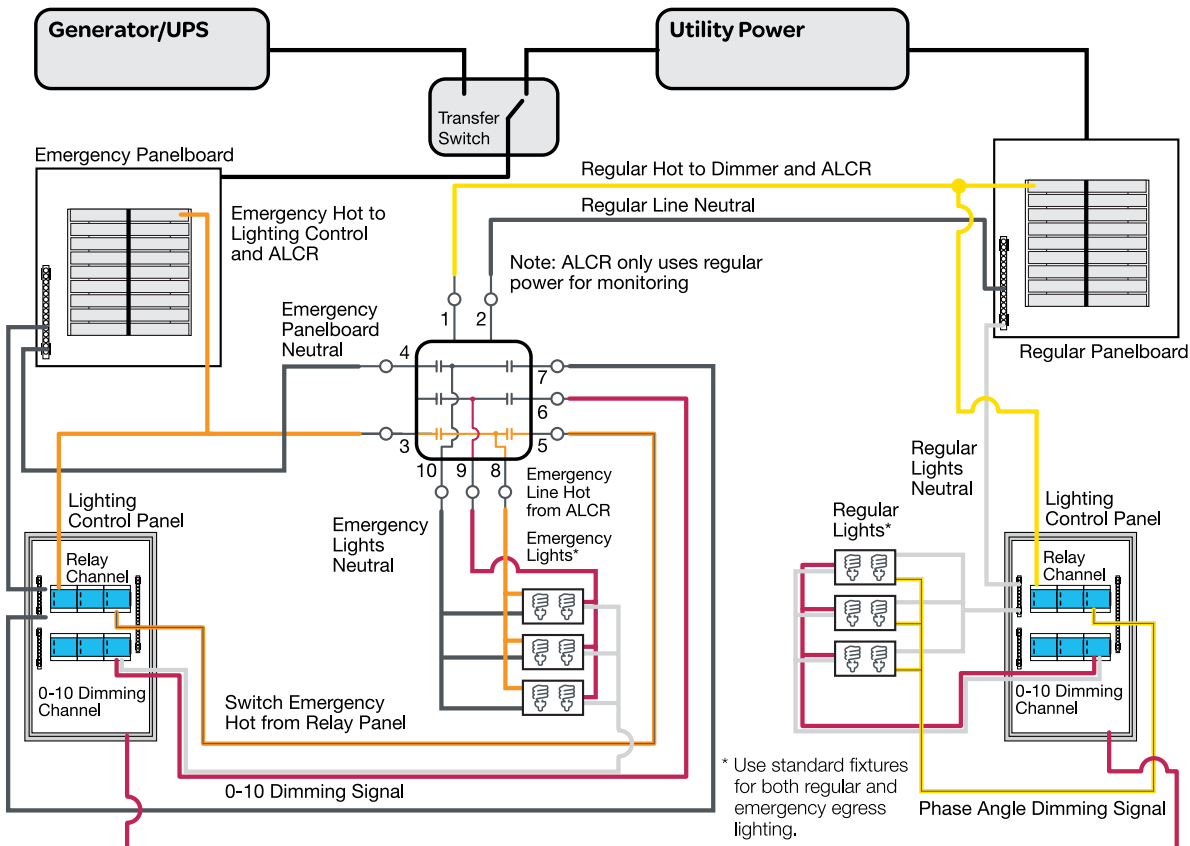 Generator/UPS
Utility Power
Transfer
Switch
Emergency Panelboard
Regular Hot to Dimmer and ALCR
Regular Line Neutral
Emergency Hot to
Lighting Control
and ALCR
Note: ALCR only uses regular
power for monitoring
Emergency
Panelboard
Neutral
Regular Panelboard
1
2
4
7
6
3
5
10
9
8
Emergency
Line Hot
from ALCR
Emergency
Lights*
Emergency
Lights
Neutral
Lighting
Control Panel
Relay
Channel
0-10 Dimming
Channel
Switch Emergency
Hot from Relay Panel
0-10 Dimming Signal
Regular
Lights
Neutral
Regular
Lights*
Lighting
Control Panel
Relay
Channel
0-10 Dimming
Channel
* Use standard fixtures
for both regular and
emergency egress
lighting.
Phase Angle Dimming Signal